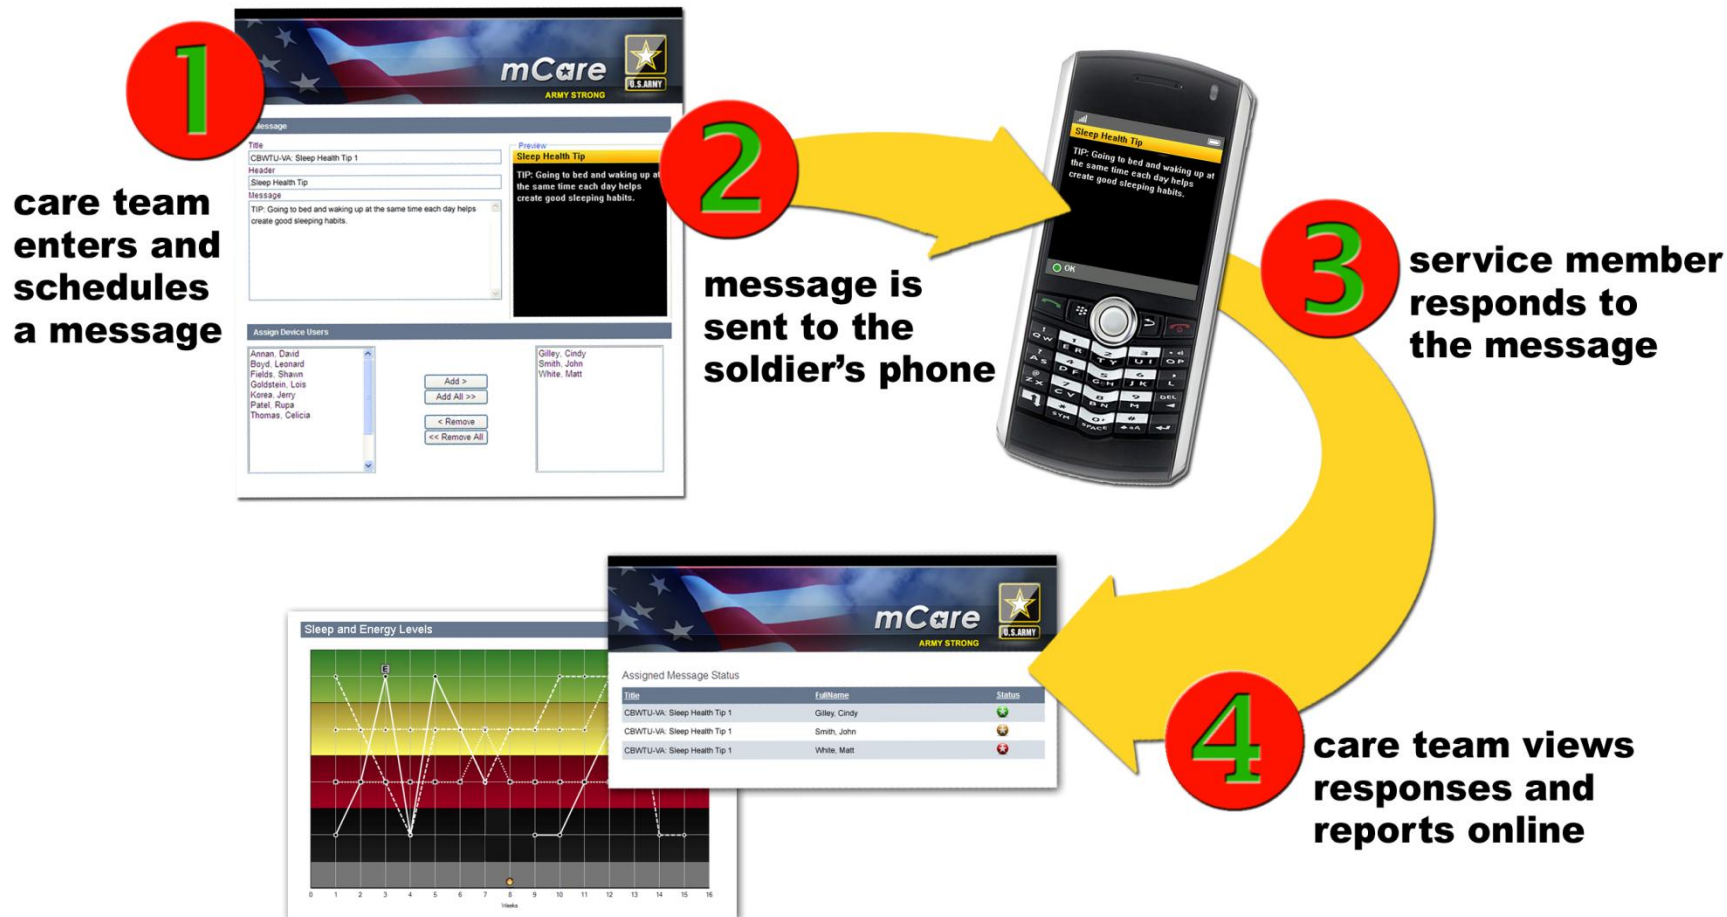 1
care team
enters and
schedules
a message
mCare
ARMY STRONG
U.S.ARMY
Message
Title
CBWTU-VA: Sleep Health Tip 1
Header
Sleep Health Tip
Message
TIP: Going to bed and waking up at the same time each day helps
create good sleeping habits.
Preview
Sleep Health Tip
TIP: Going to bed and waking up at
the same time each day helps
create good sleeping habits.
Assign Device Users
Annan, David
Boyd, Leonard
Fields, Shawn
Goldstein, Lois
Korea, Jerry
Patel, Rupa
Thomas, Celicia
Add >
Add All >>
< Remove
<< Remove All
Gilley, Cindy
Smith, John
White, Matt
2
message is
sent to the
soldier's phone
Sleep Health Tip
TIP: Going to bed and waking up at
the same time each day helps
create good sleeping habits.
OK
3
service member
responds to
the message
4
care team views
responses and
reports online
mCare
ARMY STRONG
U.S.ARMY
Assigned Message Status
Title FullName Status
CBWTU-VA: Sleep Health Tip 1 Gilley, Cindy
CBWTU-VA: Sleep Health Tip 1 Smith, John
CBWTU-VA: Sleep Health Tip 1 White, Matt
Sleep and Energy Levels
E
0 1 2 3 4 5 6 7 8 9 10 11 12 13 14 15 16
Weeks